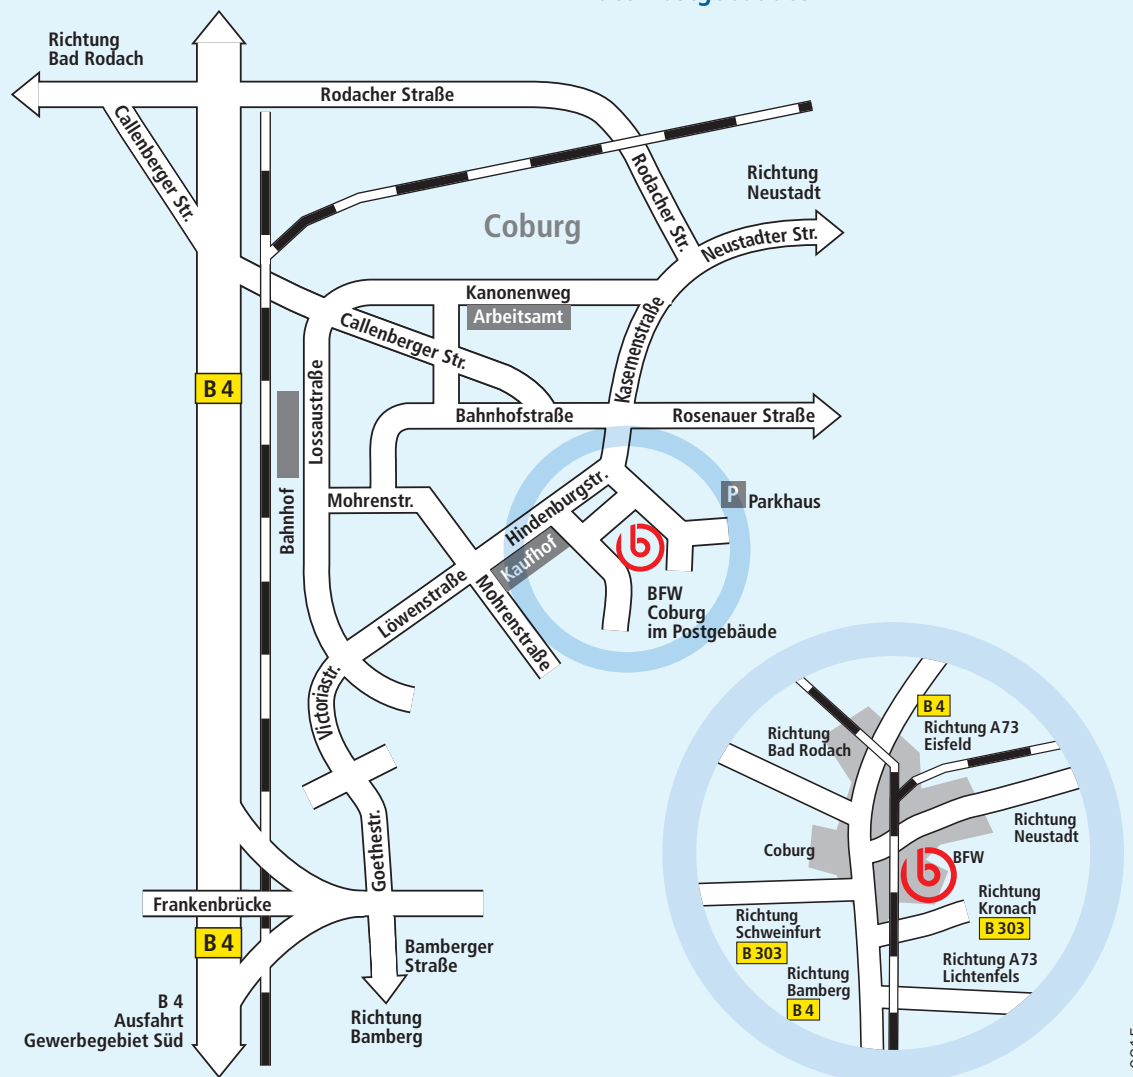 Richtung
Bad Rodach
Rodacher Straße
Callenberger Str.
Rodacher Str.
Richtung
Neustadt
Neustadter Str.
Coburg
Kanonenweg
Arbeitsamt
Callenberger Str.
Kasernenstraße
B 4
Lossaustraße
Bahnhofstraße
Rosenauer Straße
Bahnhof
Mohrenstr.
Hindenburgstr.
P
Parkhaus
Kaufhof
b
BFW
Coburg
im Postgebäude
Löwenstraße
Mohrenstraße
Victoriastr.
Goethestr.
Frankenbrücke
B 4
Bamberger
Straße
B 4
Ausfahrt
Gewerbegebiet Süd
Richtung
Bamberg
B 4
Richtung A73
Eisfeld
Richtung
Bad Rodach
Richtung
Neustadt
Coburg
b
BFW
Richtung
Kronach
B 303
Richtung
Schweinfurt
B 303
Richtung A73
Lichtenfels
Richtung
Bamberg
B 4